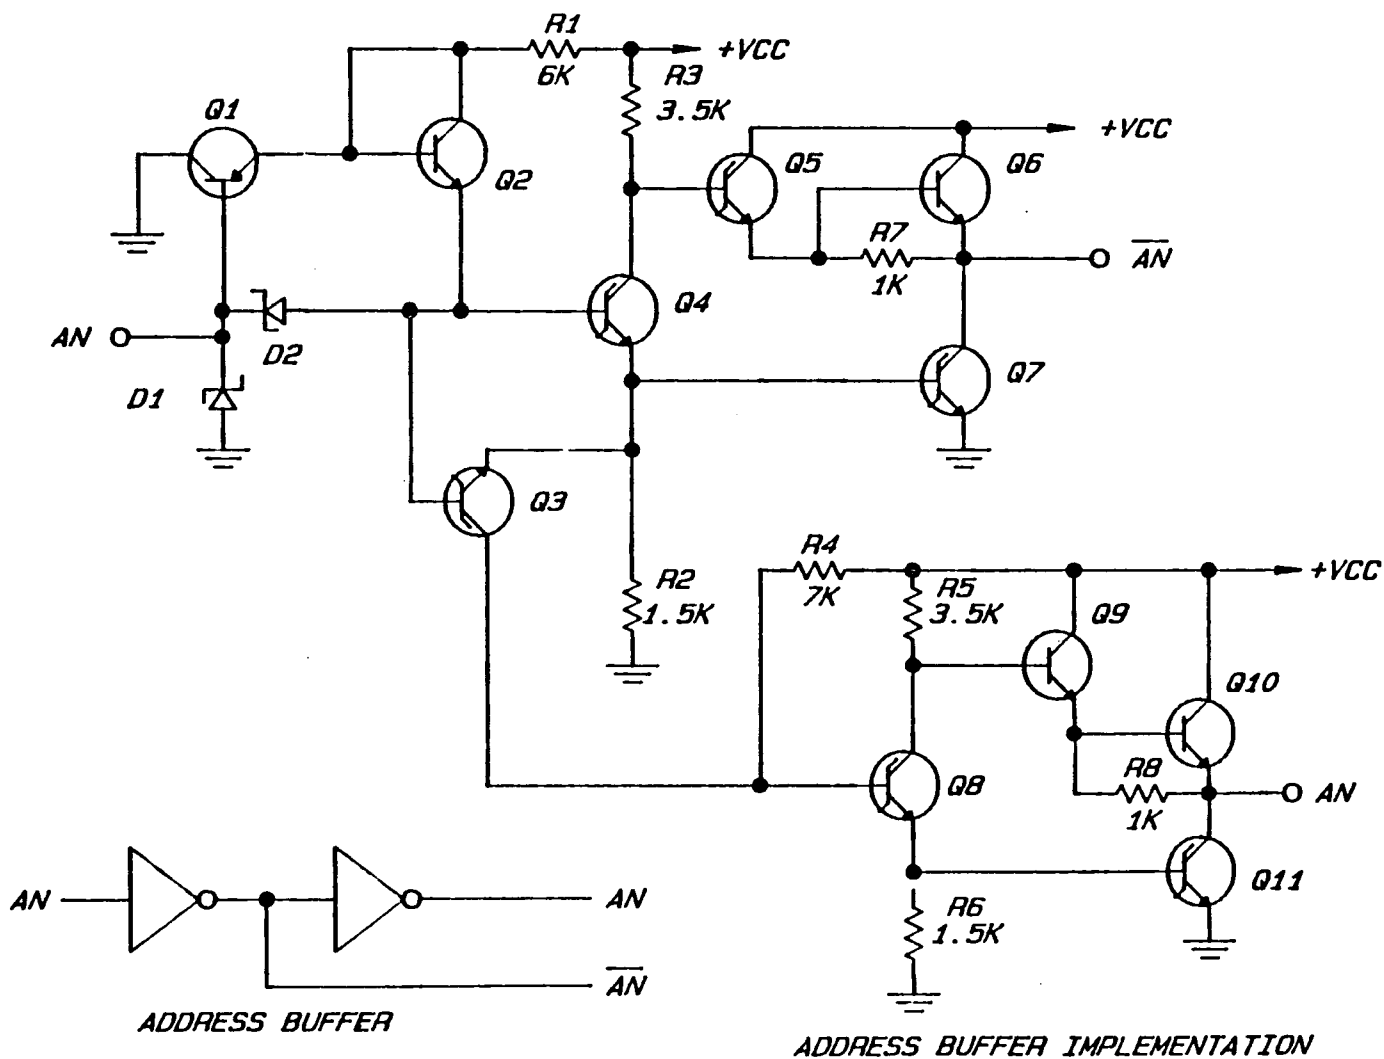 R1
6K
+VCC
R3
3.5K
Q1
Q2
+VCC
Q5
Q6
R7
1K
A̅N̅
Q4
AN
D2
D1
Q7
Q3
R2
1.5K
R4
7K
+VCC
R5
3.5K
Q9
Q10
Q8
R8
1K
AN
Q11
R6
1.5K
AN
AN
A̅N̅
ADDRESS BUFFER
ADDRESS BUFFER IMPLEMENTATION